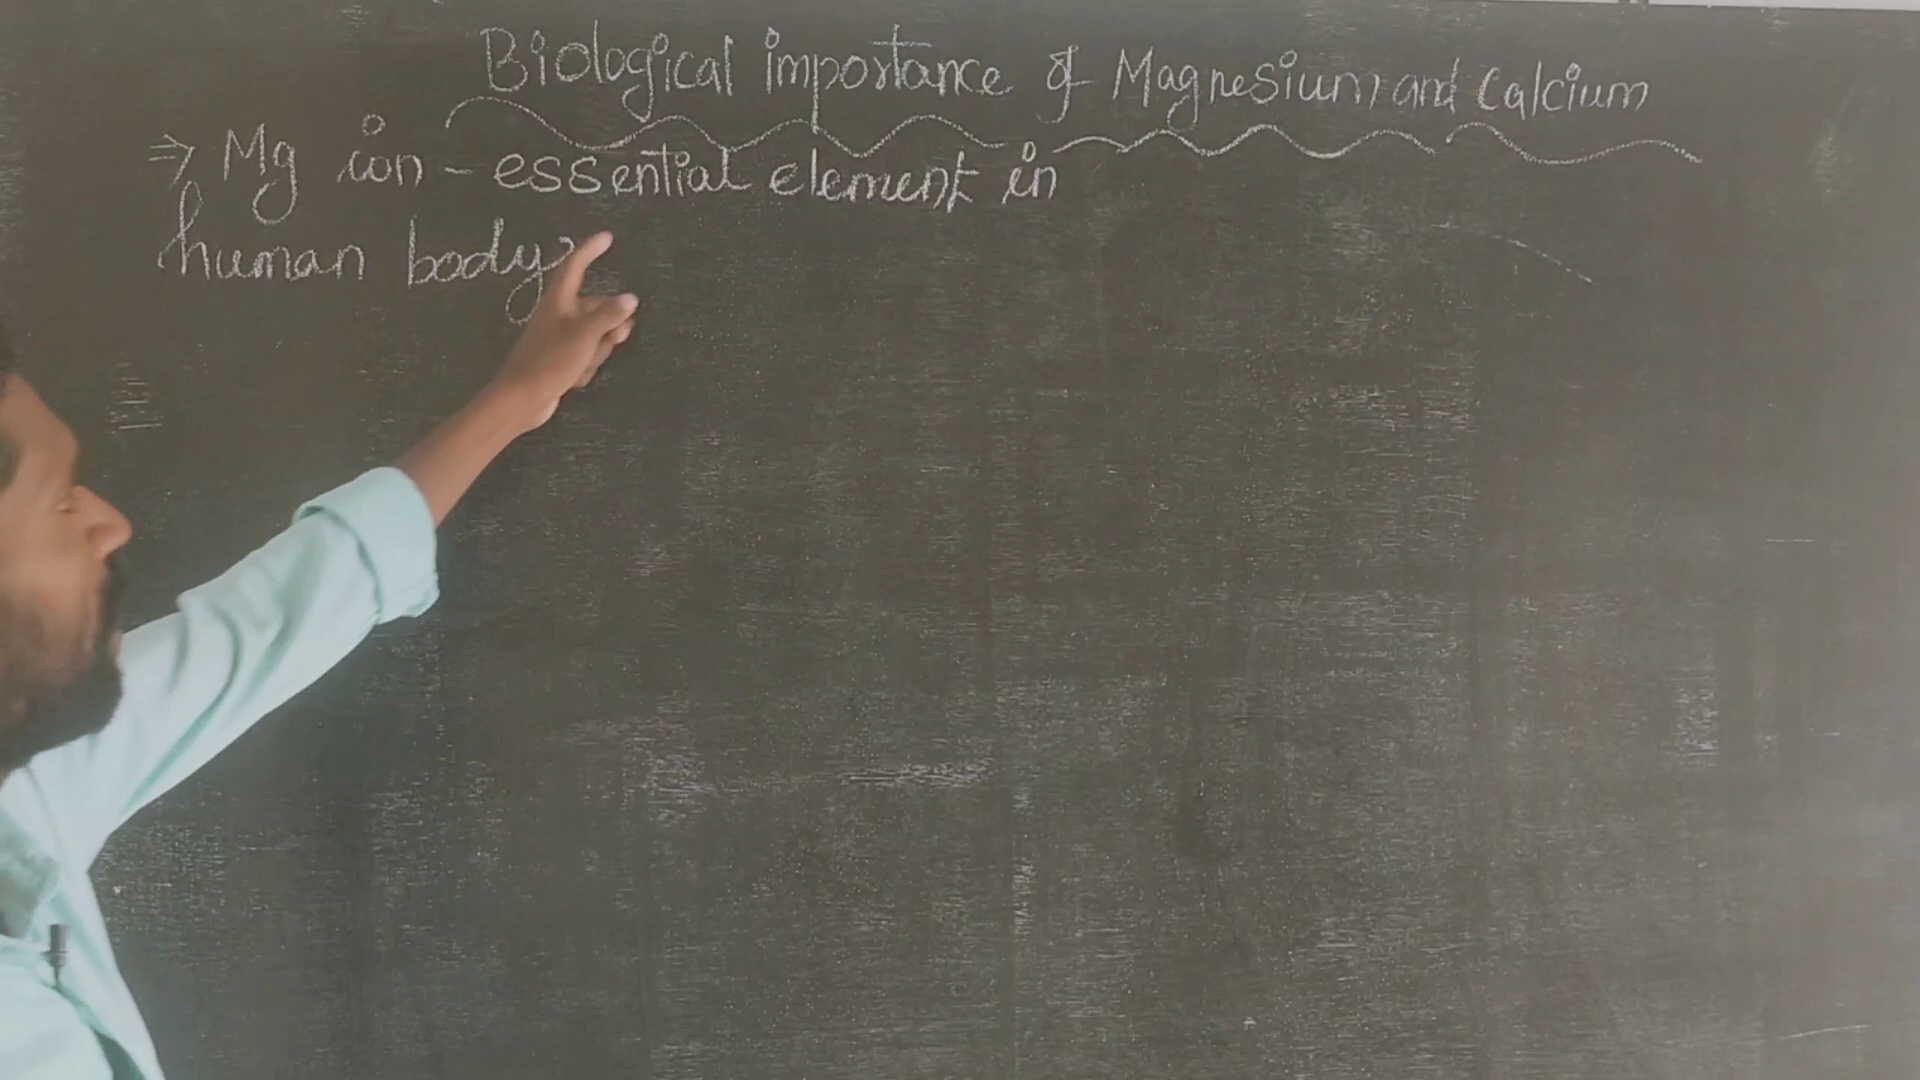 Biological importance of Magnesium and Calcium
⇒ Mg ion - essential element in
human body